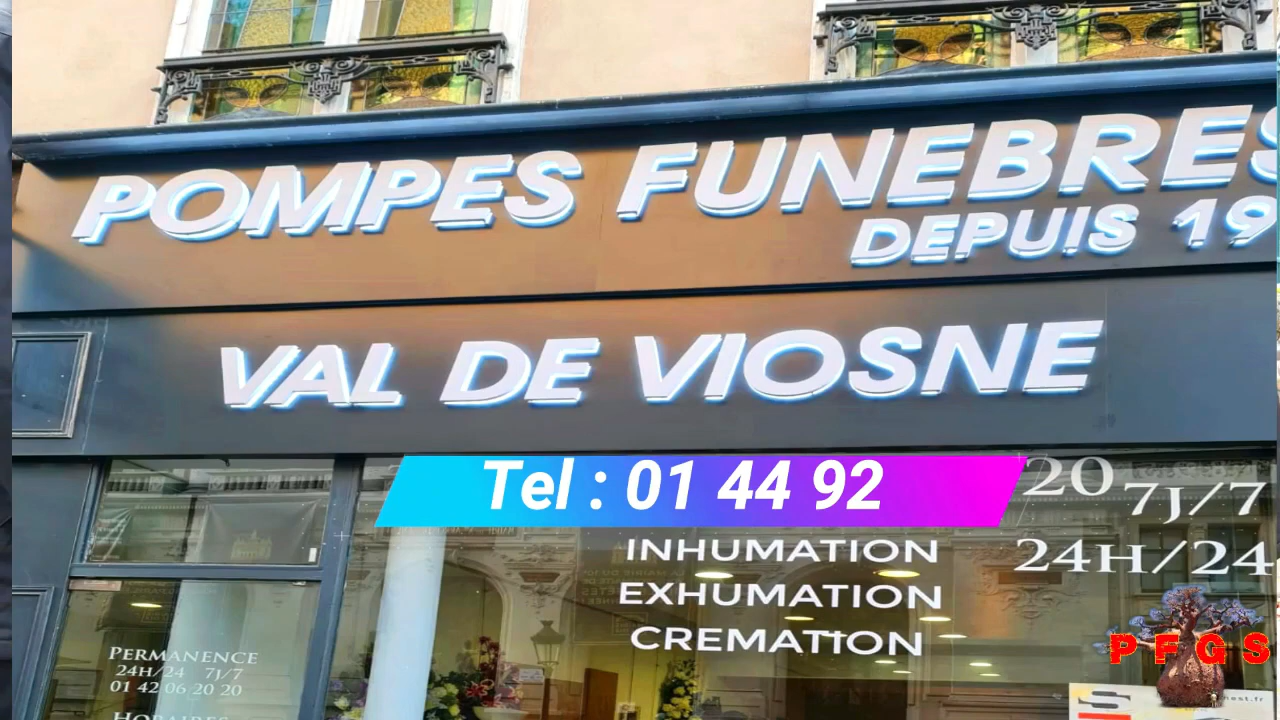 POMPES FUNEBRES
DEPUIS 19
VAL DE VIOSNE
Tel : 01 44 92
20
7J/7
24H/24
INHUMATION
EXHUMATION
CREMATION
PERMANENCE
24H/24 7J/7
01 42 06 20 20
HORAIRES
PFGS